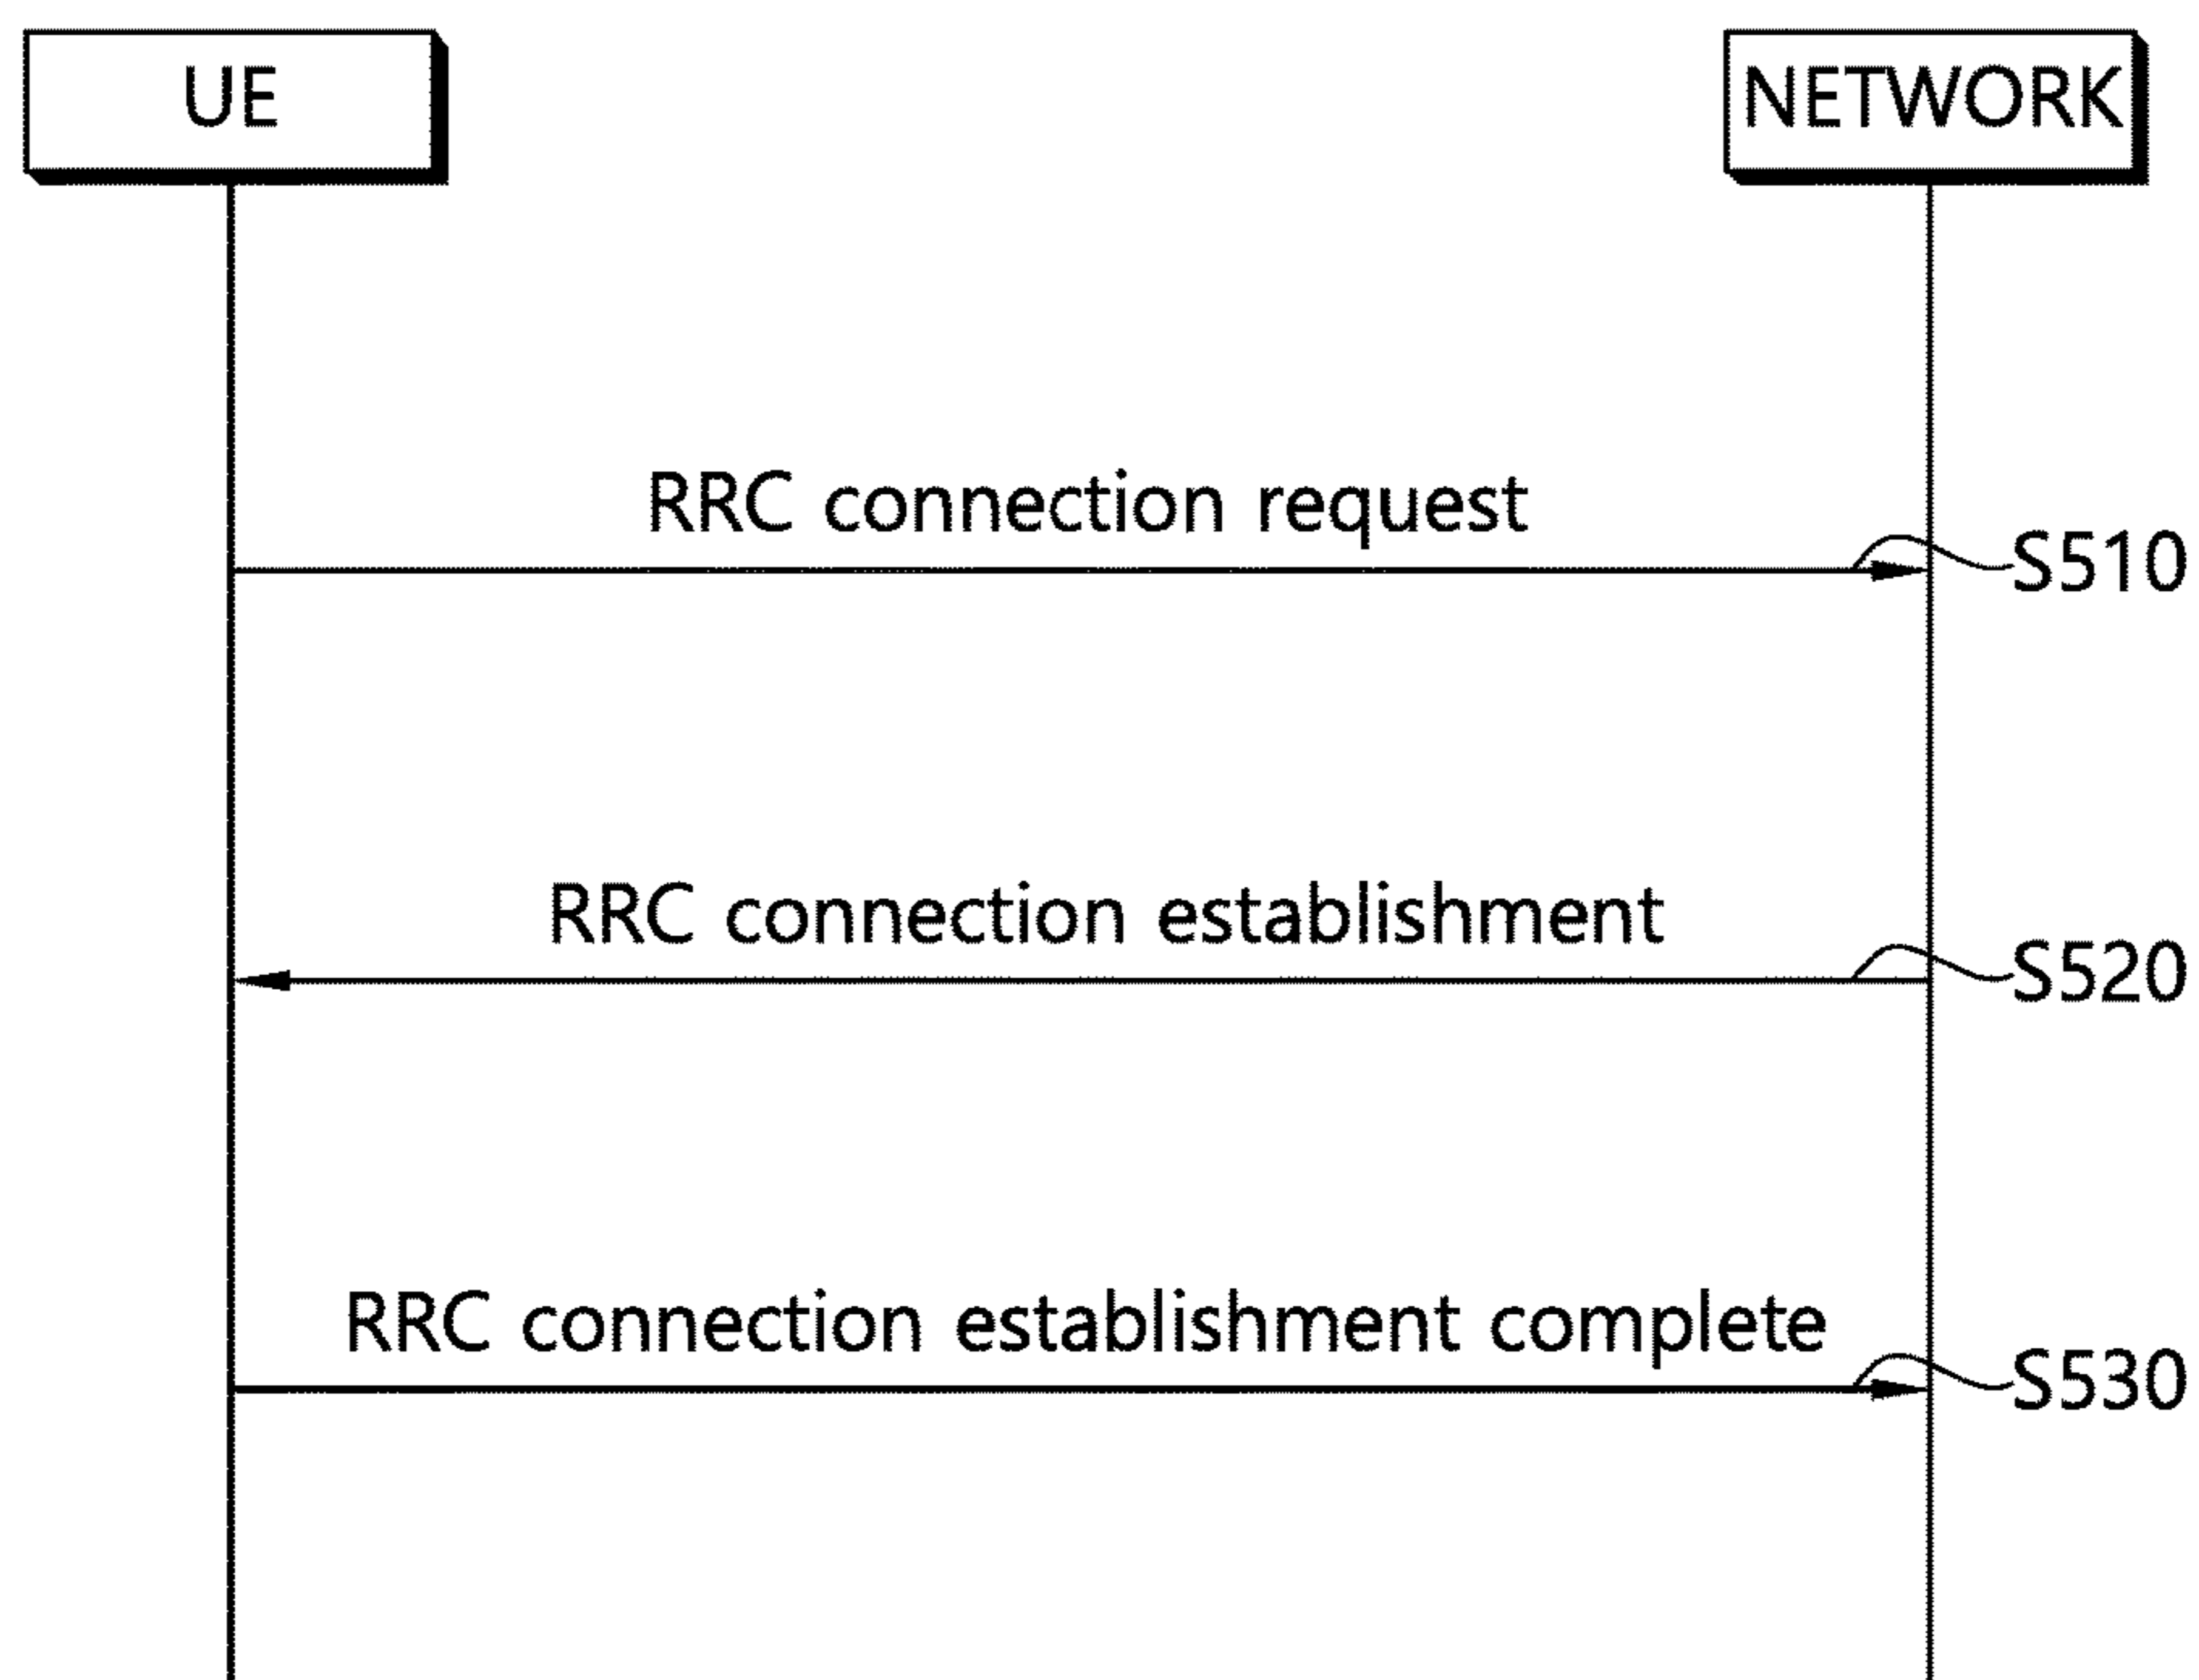 UE
NETWORK
RRC connection request
S510
RRC connection establishment
S520
RRC connection establishment complete
S530